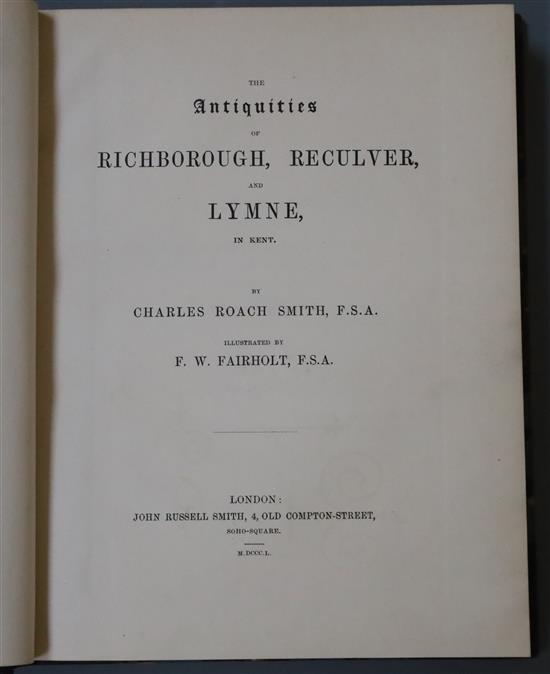 THE
Antiquities
OF
RICHBOROUGH, RECULVER,
AND
LYMNE,
IN KENT.
BY
CHARLES ROACH SMITH, F.S.A.
ILLUSTRATED BY
F. W. FAIRHOLT, F.S.A.
LONDON:
JOHN RUSSELL SMITH, 4, OLD COMPTON-STREET,
SOHO-SQUARE.
M.DCCC.L.